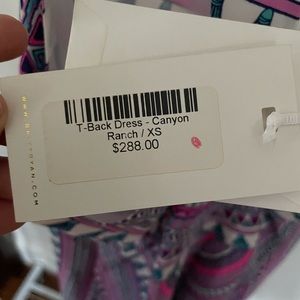 T-Back Dress - Canyon
Ranch / XS
$288.00